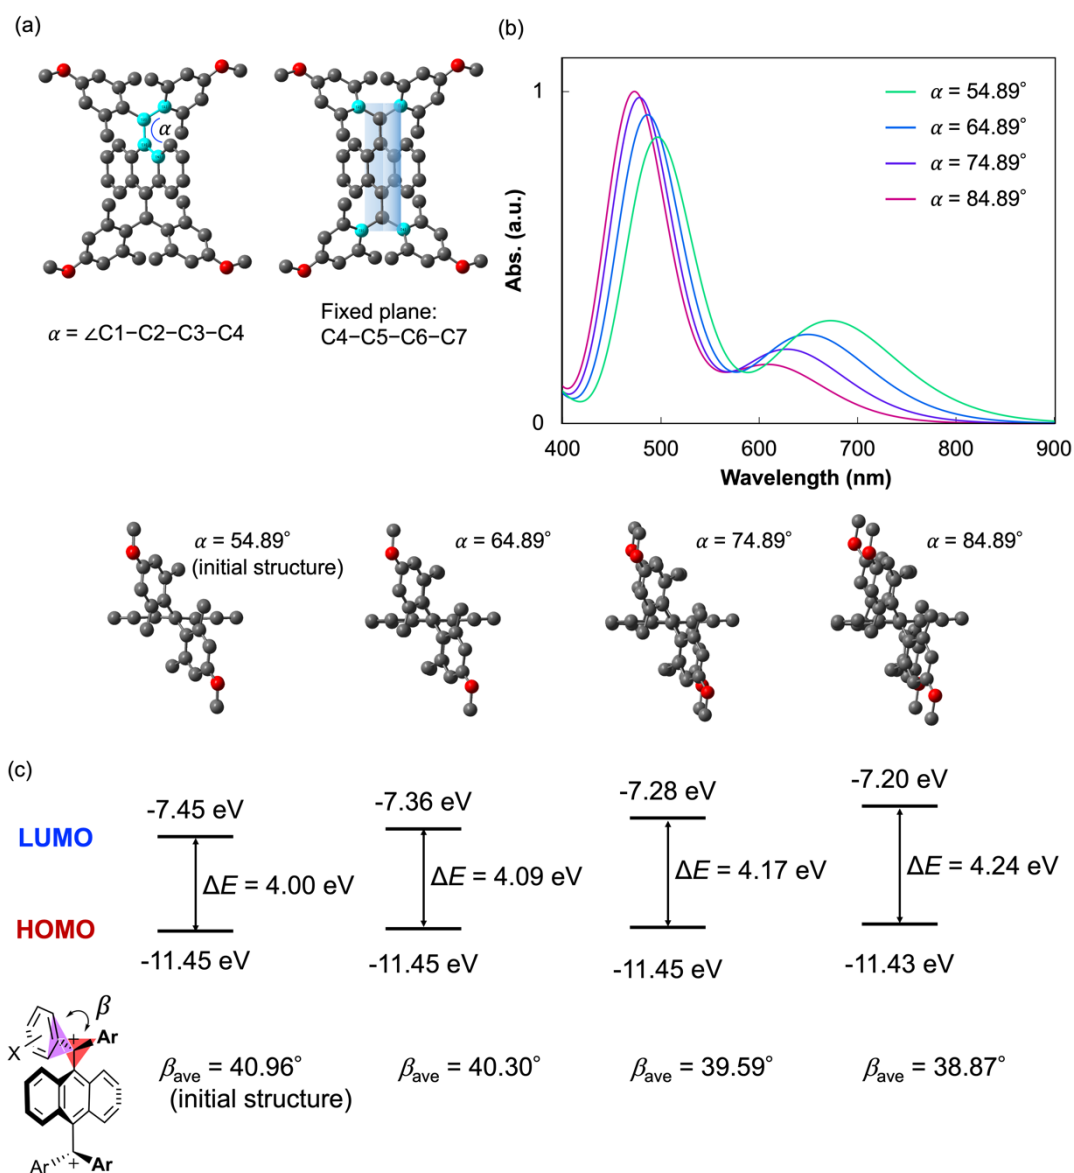 (a)
α
α = ∠C1−C2−C3−C4
Fixed plane:
C4−C5−C6−C7
(b)
Abs. (a.u.)
1
0
α = 54.89°
α = 64.89°
α = 74.89°
α = 84.89°
400
500
600
700
800
900
Wavelength (nm)
α = 54.89°
(initial structure)
α = 64.89°
α = 74.89°
α = 84.89°
(c)
LUMO
HOMO
-7.45 eV
ΔE = 4.00 eV
-11.45 eV
-7.36 eV
ΔE = 4.09 eV
-11.45 eV
-7.28 eV
ΔE = 4.17 eV
-11.45 eV
-7.20 eV
ΔE = 4.24 eV
-11.43 eV
β
+
Ar
X
Ar
+
Ar
βave = 40.96°
(initial structure)
βave = 40.30°
βave = 39.59°
βave = 38.87°